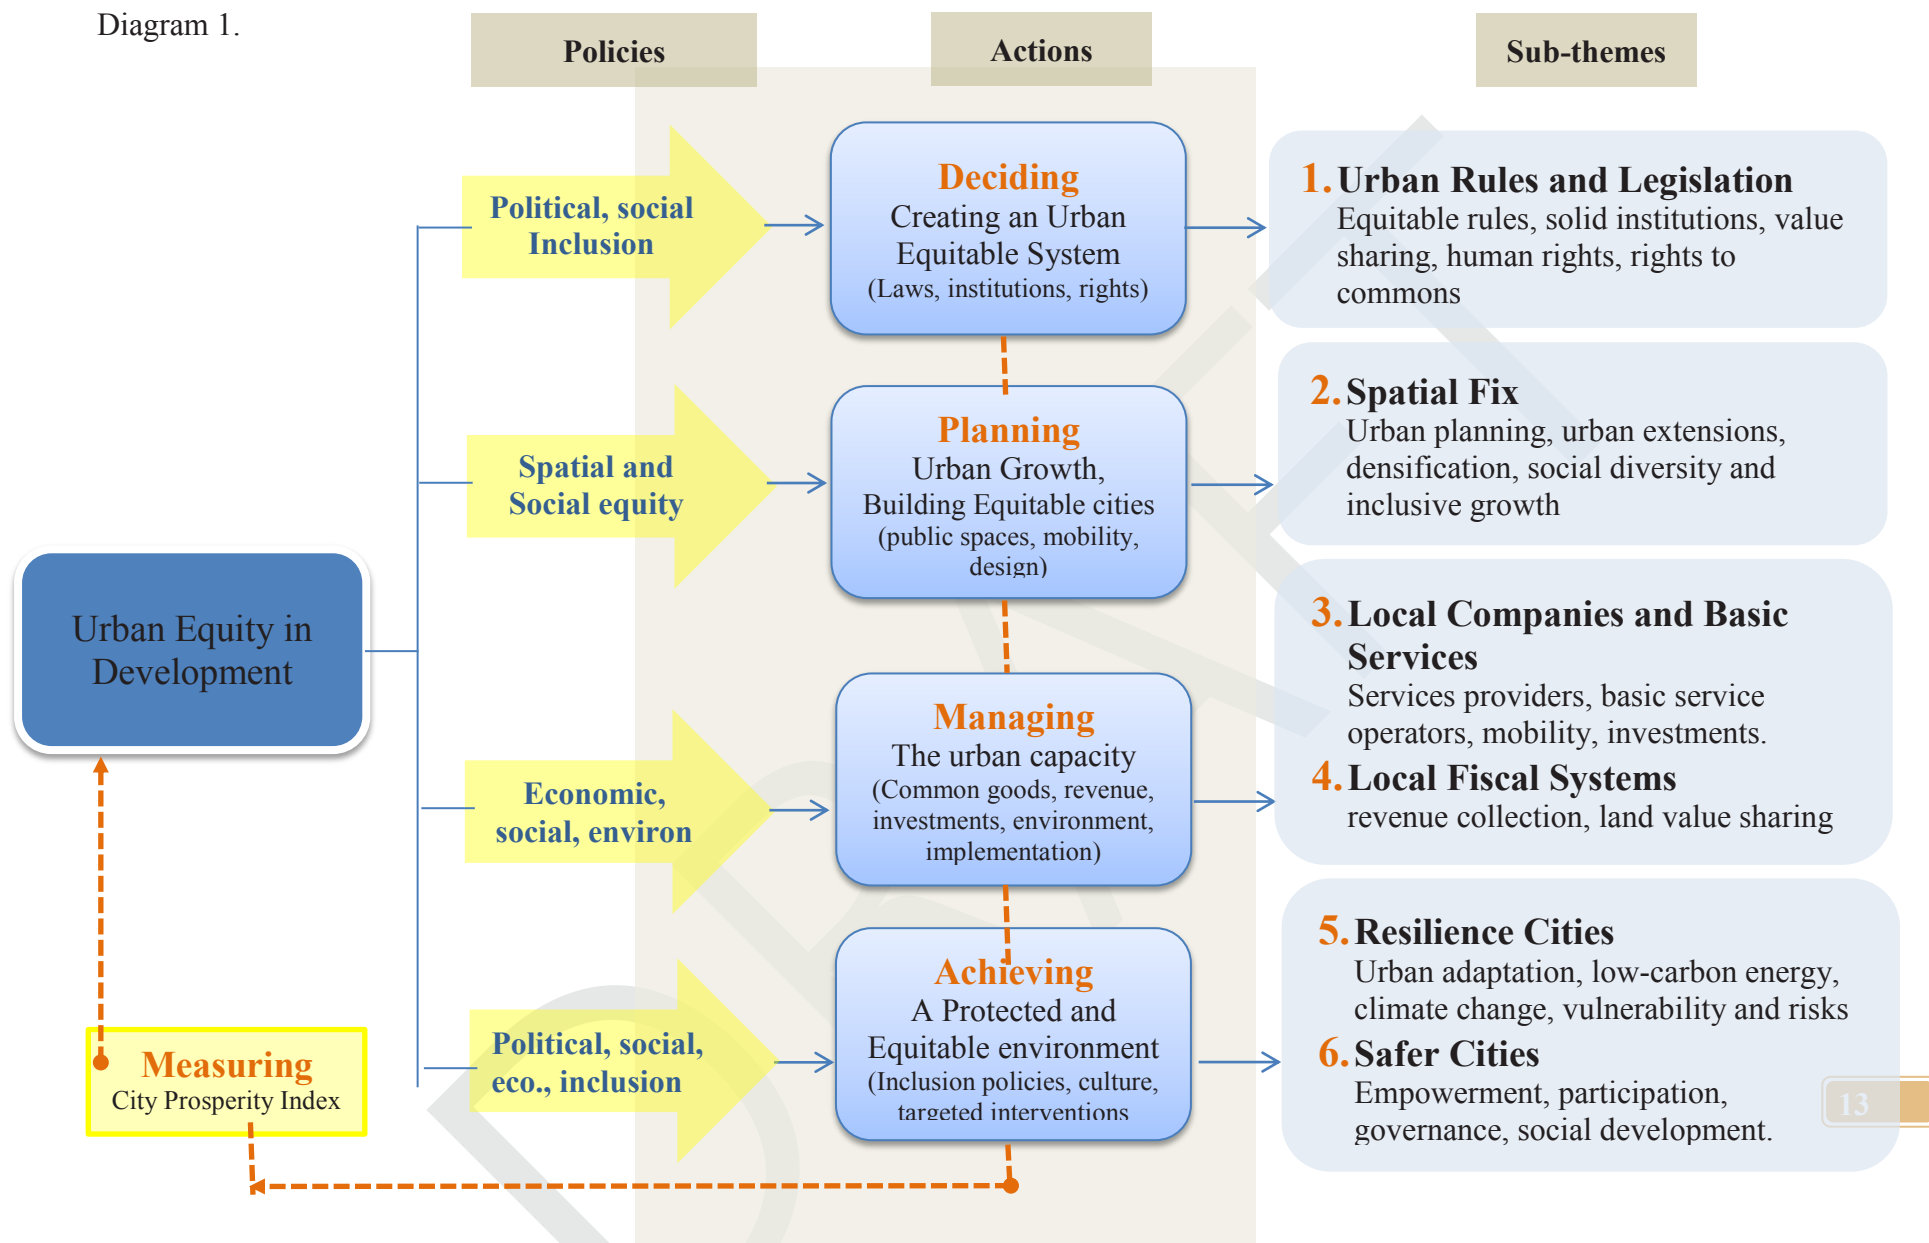 Diagram 1.
Policies
Actions
Sub-themes
Political, social
Inclusion
Deciding
Creating an Urban
Equitable System
(Laws, institutions, rights)
1. Urban Rules and Legislation
Equitable rules, solid institutions, value
sharing, human rights, rights to
commons
Spatial and
Social equity
Planning
Urban Growth,
Building Equitable cities
(public spaces, mobility,
design)
2. Spatial Fix
Urban planning, urban extensions,
densification, social diversity and
inclusive growth
Urban Equity in
Development
Economic,
social, environ
Managing
The urban capacity
(Common goods, revenue,
investments, environment,
implementation)
3. Local Companies and Basic
Services
Services providers, basic service
operators, mobility, investments.
4. Local Fiscal Systems
revenue collection, land value sharing
Political, social,
eco., inclusion
Achieving
A Protected and
Equitable environment
(Inclusion policies, culture,
targeted interventions
5. Resilience Cities
Urban adaptation, low-carbon energy,
climate change, vulnerability and risks
6. Safer Cities
Empowerment, participation,
governance, social development.
Measuring
City Prosperity Index
13
DRAFT